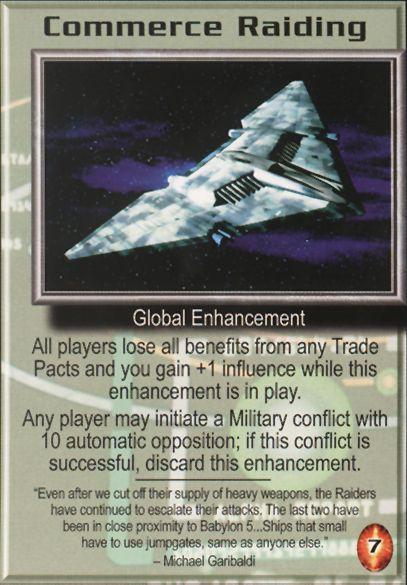 Commerce Raiding
Global Enhancement
All players lose all benefits from any Trade
Pacts and you gain +1 influence while this
enhancement is in play.
Any player may initiate a Military conflict with
10 automatic opposition; if this conflict is
successful, discard this enhancement.
“Even after we cut off their supply of heavy weapons, the Raiders
have continued to escalate their attacks. The last two have
been in close proximity to Babylon 5...Ships that small
have to use jumpgates, same as anyone else.”
– Michael Garibaldi
7